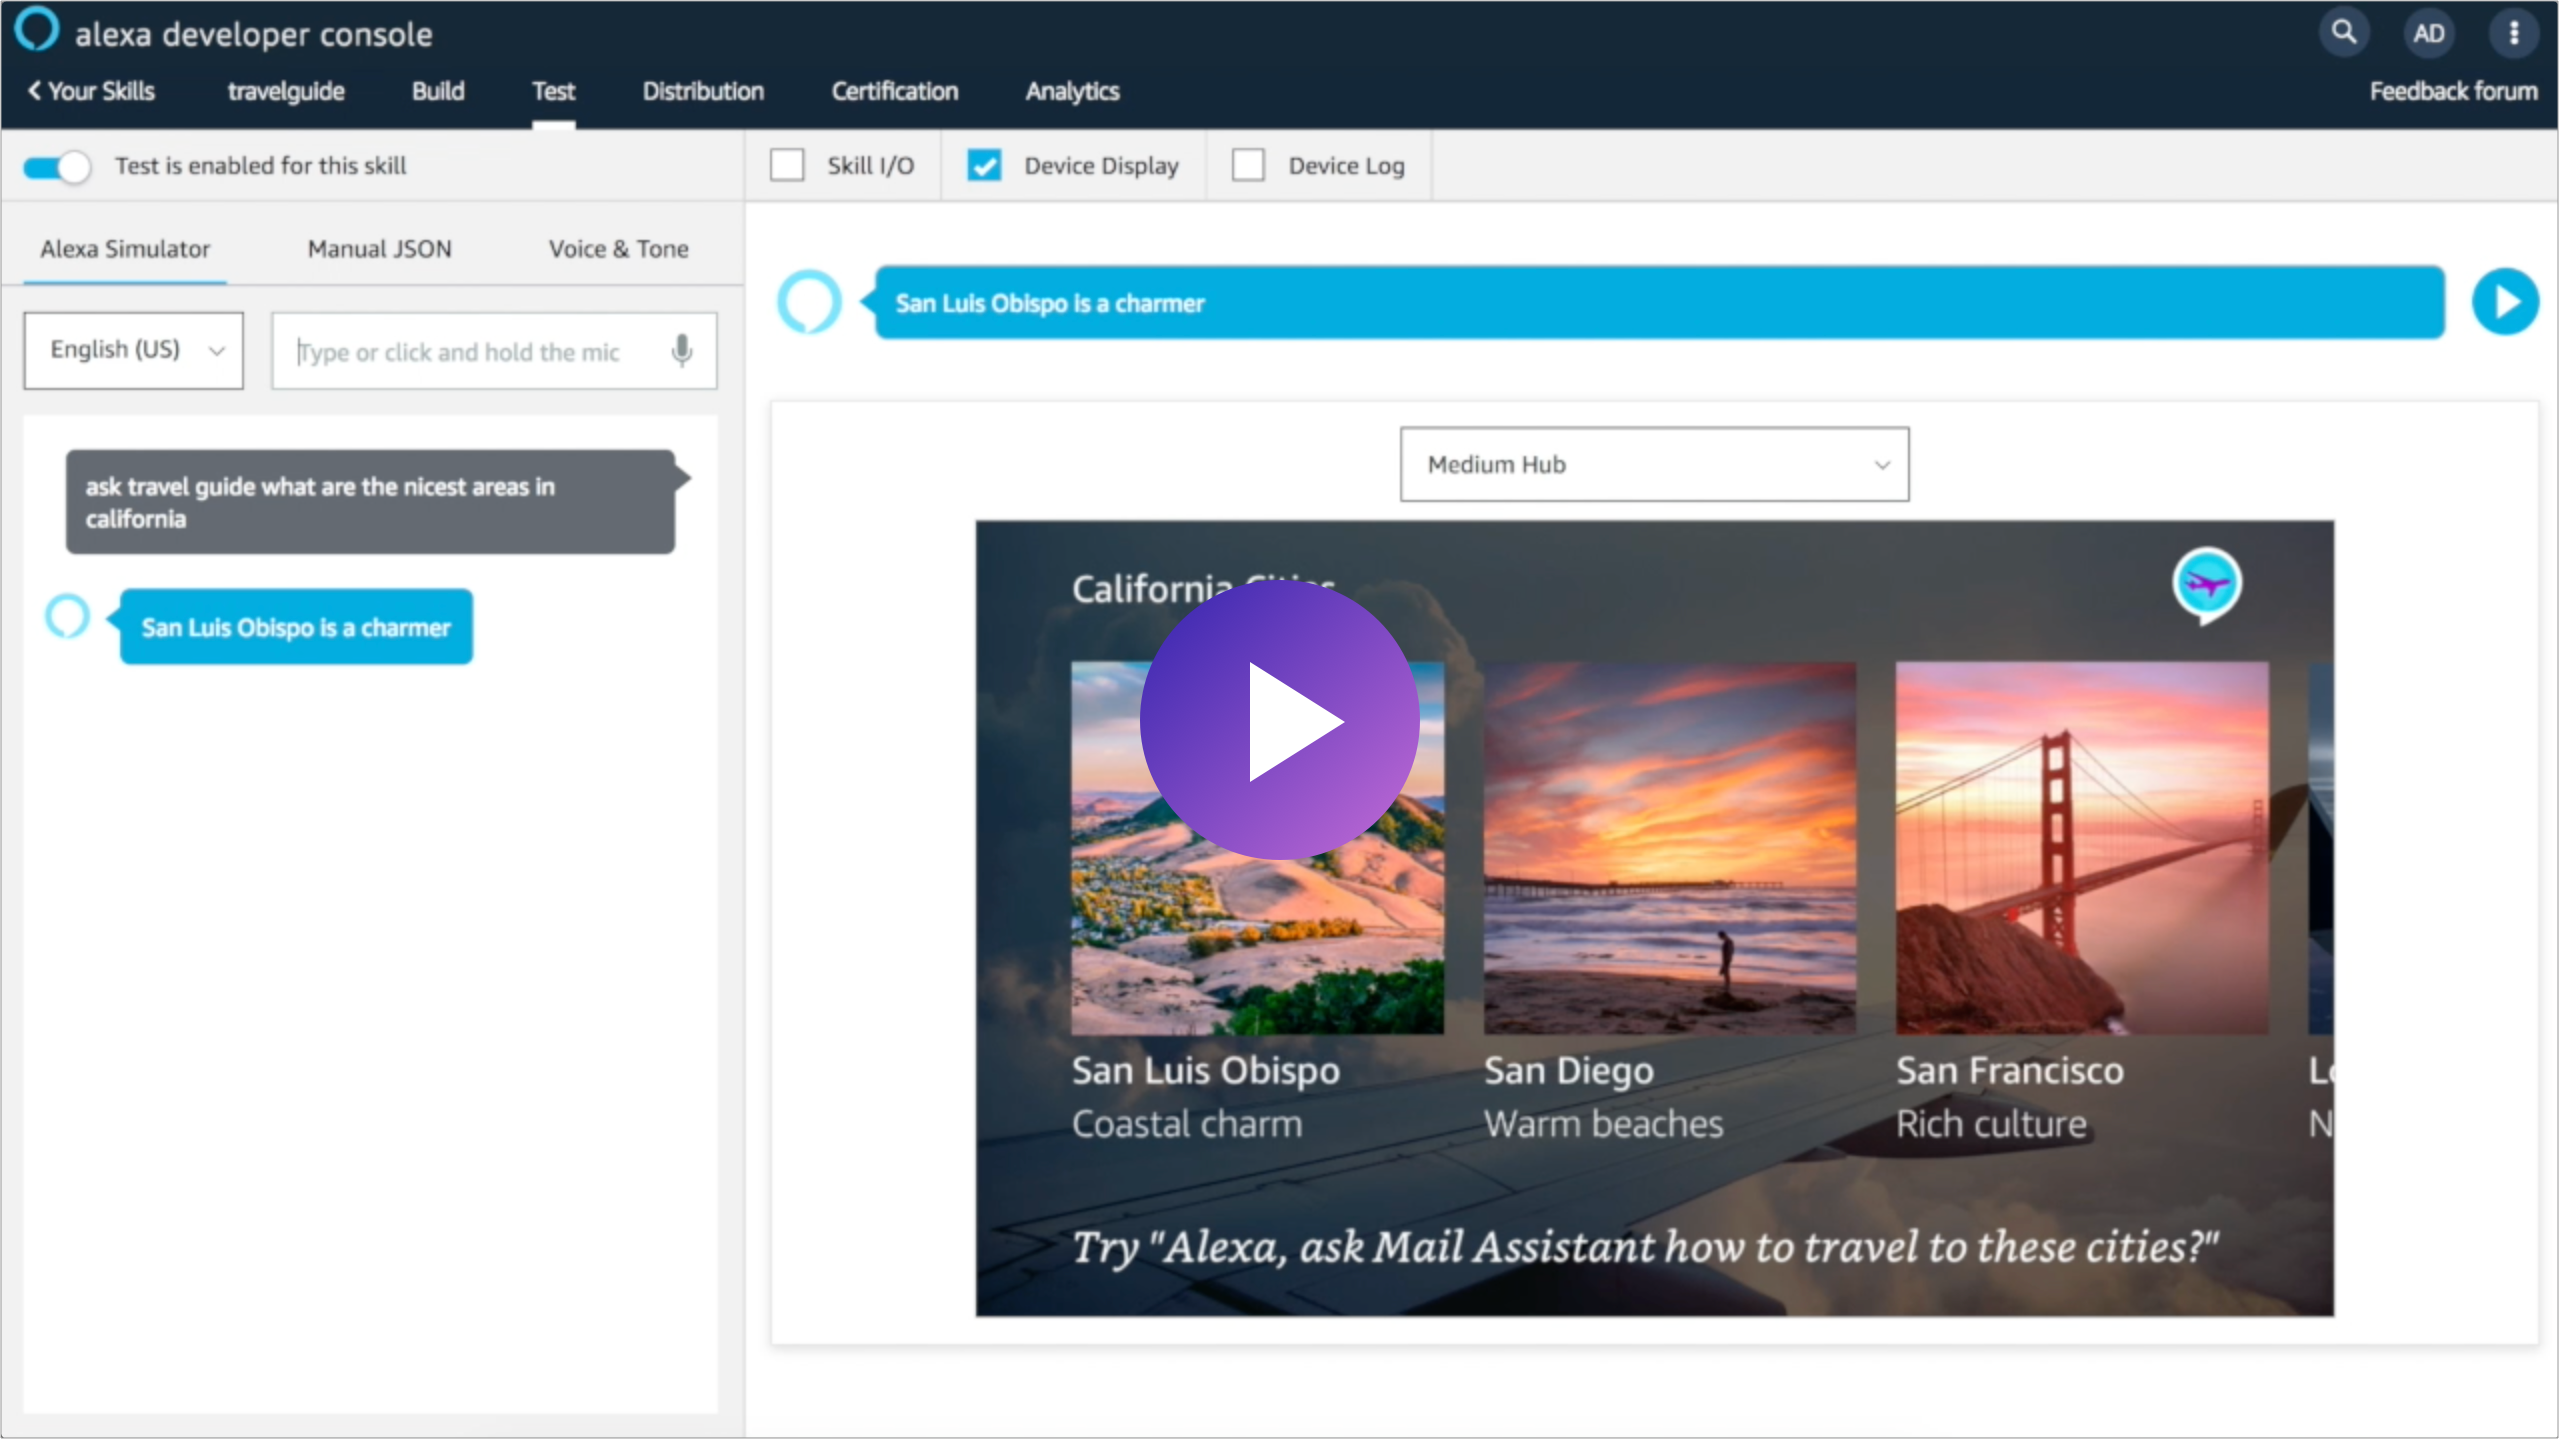 alexa developer console
AD
Your Skills
travelguide
Build
Test
Distribution
Certification
Analytics
Feedback forum
Test is enabled for this skill
Skill I/O
Device Display
Device Log
Alexa Simulator
Manual JSON
Voice & Tone
English (US)
Type or click and hold the mic
ask travel guide what are the nicest areas in
california
San Luis Obispo is a charmer
San Luis Obispo is a charmer
Medium Hub
California Cities
San Luis Obispo
Coastal charm
San Diego
Warm beaches
San Francisco
Rich culture
Try "Alexa, ask Mail Assistant how to travel to these cities?"